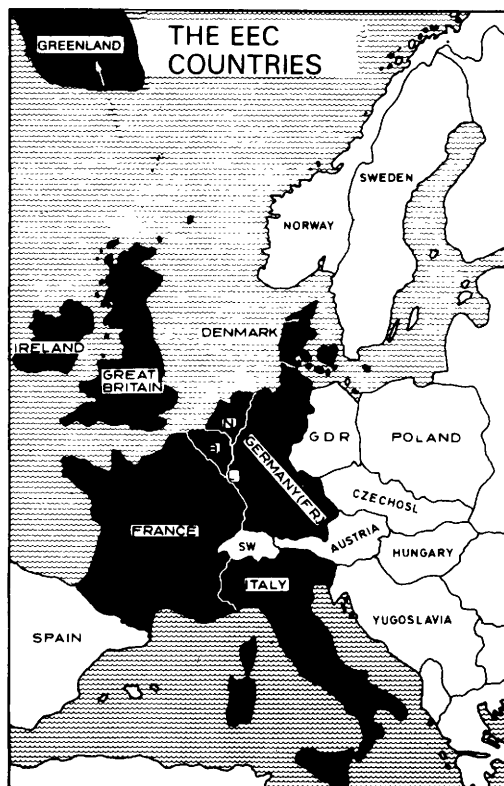 GREENLAND
THE EEC
COUNTRIES
SWEDEN
NORWAY
DENMARK
IRELAND
GREAT
BRITAIN
N
B
L
GERMANY(F.R)
GDR
POLAND
CZECHOSL
FRANCE
SW
AUSTRIA
HUNGARY
ITALY
YUGOSLAVIA
SPAIN